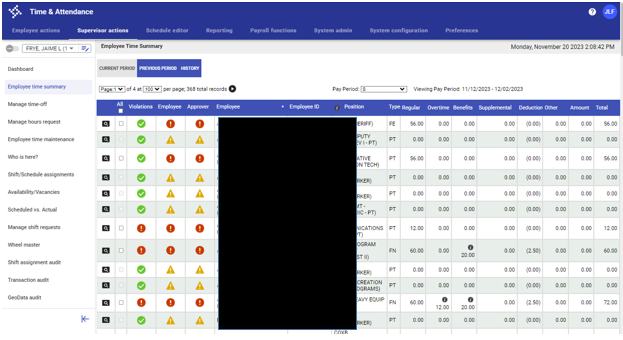 Time & Attendance
JLF
Employee actions Supervisor actions Schedule editor Reporting Payroll functions System admin System configuration Preferences
FRYE, JAIME L (1
Employee Time Summary
Monday, November 20 2023 2:08:42 PM
CURRENT PERIOD PREVIOUS PERIOD HISTORY
Page:1 of 4 at 100 per page; 368 total records
Pay Period: 8
Viewing Pay Period: 11/12/2023 - 12/02/2023
Dashboard
Employee time summary
Manage time-off
Manage hours request
Employee time maintenance
Who is here?
Shift/Schedule assignments
Availability/Vacancies
Scheduled vs. Actual
Manage shift requests
Wheel master
Shift assignment audit
Transaction audit
GeoData audit
All Violations Employee Approver Employee Employee ID Position Type Regular Overtime Benefits Supplemental Deduction Other Amount Total
ERIFF) FE 56.00 0.00 0.00 0.00 (0.00) 0.00 0.00 56.00
PUTY
EV I - PT) PT 0.00 0.00 0.00 0.00 (0.00) 0.00 0.00 0.00
ATIVE
ON TECH) PT 56.00 0.00 0.00 0.00 (0.00) 0.00 0.00 56.00
RKER) PT 0.00 0.00 0.00 0.00 (0.00) 0.00 0.00 0.00
RKER) PT 0.00 0.00 0.00 0.00 (0.00) 0.00 0.00 0.00
MT -
IC - PT) PT 0.00 0.00 0.00 0.00 (0.00) 0.00 0.00 0.00
NICATIONS
PT) PT 12.00 0.00 0.00 0.00 (0.00) 0.00 0.00 12.00
OGRAM
ST II) FN 60.00 0.00 20.00 0.00 (2.50) 0.00 0.00 60.00
RKER) PT 0.00 0.00 0.00 0.00 (0.00) 0.00 0.00 0.00
CREATION
OGRAMS) PT 0.00 0.00 0.00 0.00 (0.00) 0.00 0.00 0.00
AVY EQUIP
FN 60.00 12.00 20.00 0.00 (2.50) 0.00 0.00 72.00
RKER) PT 0.00 0.00 0.00 0.00 (0.00) 0.00 0.00 0.00